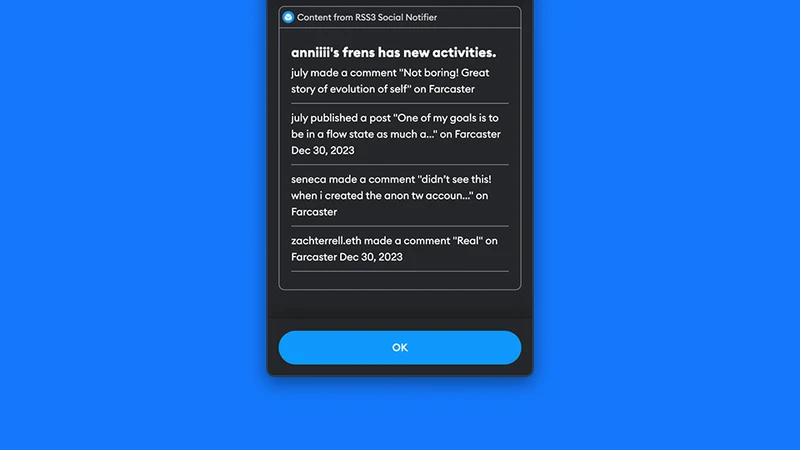 Content from RSS3 Social Notifier
anniiii's frens has new activities.
july made a comment "Not boring! Great
story of evolution of self" on Farcaster
july published a post "One of my goals is to
be in a flow state as much a..." on Farcaster
Dec 30, 2023
seneca made a comment "didn’t see this!
when i created the anon tw accoun..." on
Farcaster
zachterrell.eth made a comment "Real" on
Farcaster Dec 30, 2023
OK